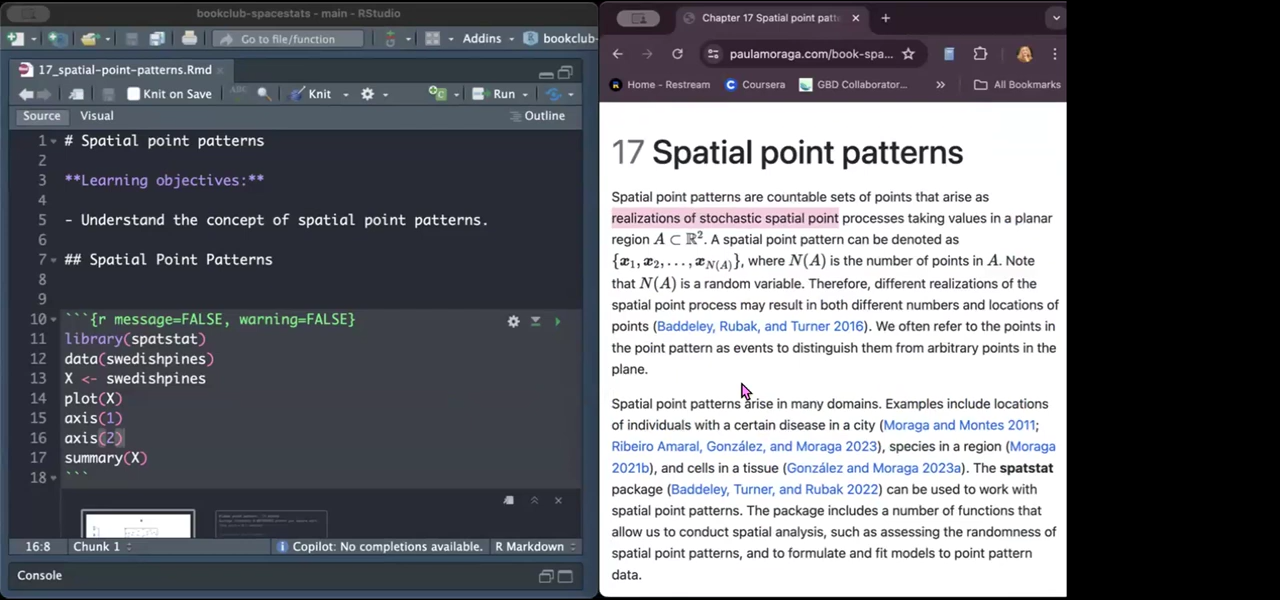 bookclub-spacestats - main - RStudio
Go to file/function
Addins
bookclub-
17_spatial-point-patterns.Rmd
Knit on Save
ABC
Knit
Run
Source
Visual
Outline
1 # Spatial point patterns
2
3 **Learning objectives:**
4
5 - Understand the concept of spatial point patterns.
6
7 ## Spatial Point Patterns
8
9
10 ```{r message=FALSE, warning=FALSE}
11 library(spatstat)
12 data(swedishpines)
13 X <- swedishpines
14 plot(X)
15 axis(1)
16 axis(2)
17 summary(X)
18 ```
16:8
Chunk 1
Copilot: No completions available.
R Markdown
Console
Chapter 17 Spatial point patt
paulamoraga.com/book-spa...
Home - Restream
Coursera
GBD Collaborator...
»
All Bookmarks
17 Spatial point patterns
Spatial point patterns are countable sets of points that arise as
realizations of stochastic spatial point processes taking values in a planar
region A ⊂ ℝ². A spatial point pattern can be denoted as
{x₁, x₂, …, x_N(A)}, where N(A) is the number of points in A. Note
that N(A) is a random variable. Therefore, different realizations of the
spatial point process may result in both different numbers and locations of
points (Baddeley, Rubak, and Turner 2016). We often refer to the points in
the point pattern as events to distinguish them from arbitrary points in the
plane.
Spatial point patterns arise in many domains. Examples include locations
of individuals with a certain disease in a city (Moraga and Montes 2011;
Ribeiro Amaral, González, and Moraga 2023), species in a region (Moraga
2021b), and cells in a tissue (González and Moraga 2023a). The spatstat
package (Baddeley, Turner, and Rubak 2022) can be used to work with
spatial point patterns. The package includes a number of functions that
allow us to conduct spatial analysis, such as assessing the randomness of
spatial point patterns, and to formulate and fit models to point pattern
data.